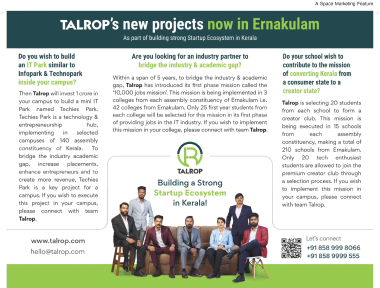 A Space Marketing Feature
TALROP's new projects now in Ernakulam
As part of building strong Startup Ecosystem in Kerala
Do you wish to build
an IT Park similar to
Infopark & Technopark
inside your campus?
Then Talrop will invest 1 crore in
your campus to build a mini IT
Park named Techies Park.
Techies Park is a technology &
entrepreneurship hub,
implementing in selected
campuses of 140 assembly
constituency of Kerala. To
bridge the industry academic
gap, increase placements,
enhance entrepreneurs and to
create more revenue, Techies
Park is a key project for a
campus. If you wish to execute
this project in your campus,
please connect with team
Talrop.
www.talrop.com
hello@talrop.com
Are you looking for an industry partner to
bridge the industry & academic gap?
Within a span of 5 years, to bridge the industry & academic
gap, Talrop has introduced its first phase mission called the
'10,000 jobs mission'. This mission is being implemented in 3
colleges from each assembly constituency of Ernakulam i.e.
42 colleges from Ernakulam. Only 25 first year students from
each college will be selected for this mission in its first phase
of providing jobs in the IT industry. If you wish to implement
this mission in your college, please connect with team Talrop.
TALROP
Building a Strong
Startup Ecosystem
in Kerala!
Do your school wish to
contribute to the mission
of converting Kerala from
a consumer state to a
creater state?
Talrop is selecting 20 students
from each school to form a
creator club. This mission is
being executed in 15 schools
from each assembly
constituency, making a total of
210 schools from Ernakulam.
Only 20 tech enthusiast
students are allowed to join the
premium creator club through
a selection process. If you wish
to implement this mission in
your campus, please connect
with team Talrop.
Let's connect
+91 858 999 8066
+91 858 9999 555